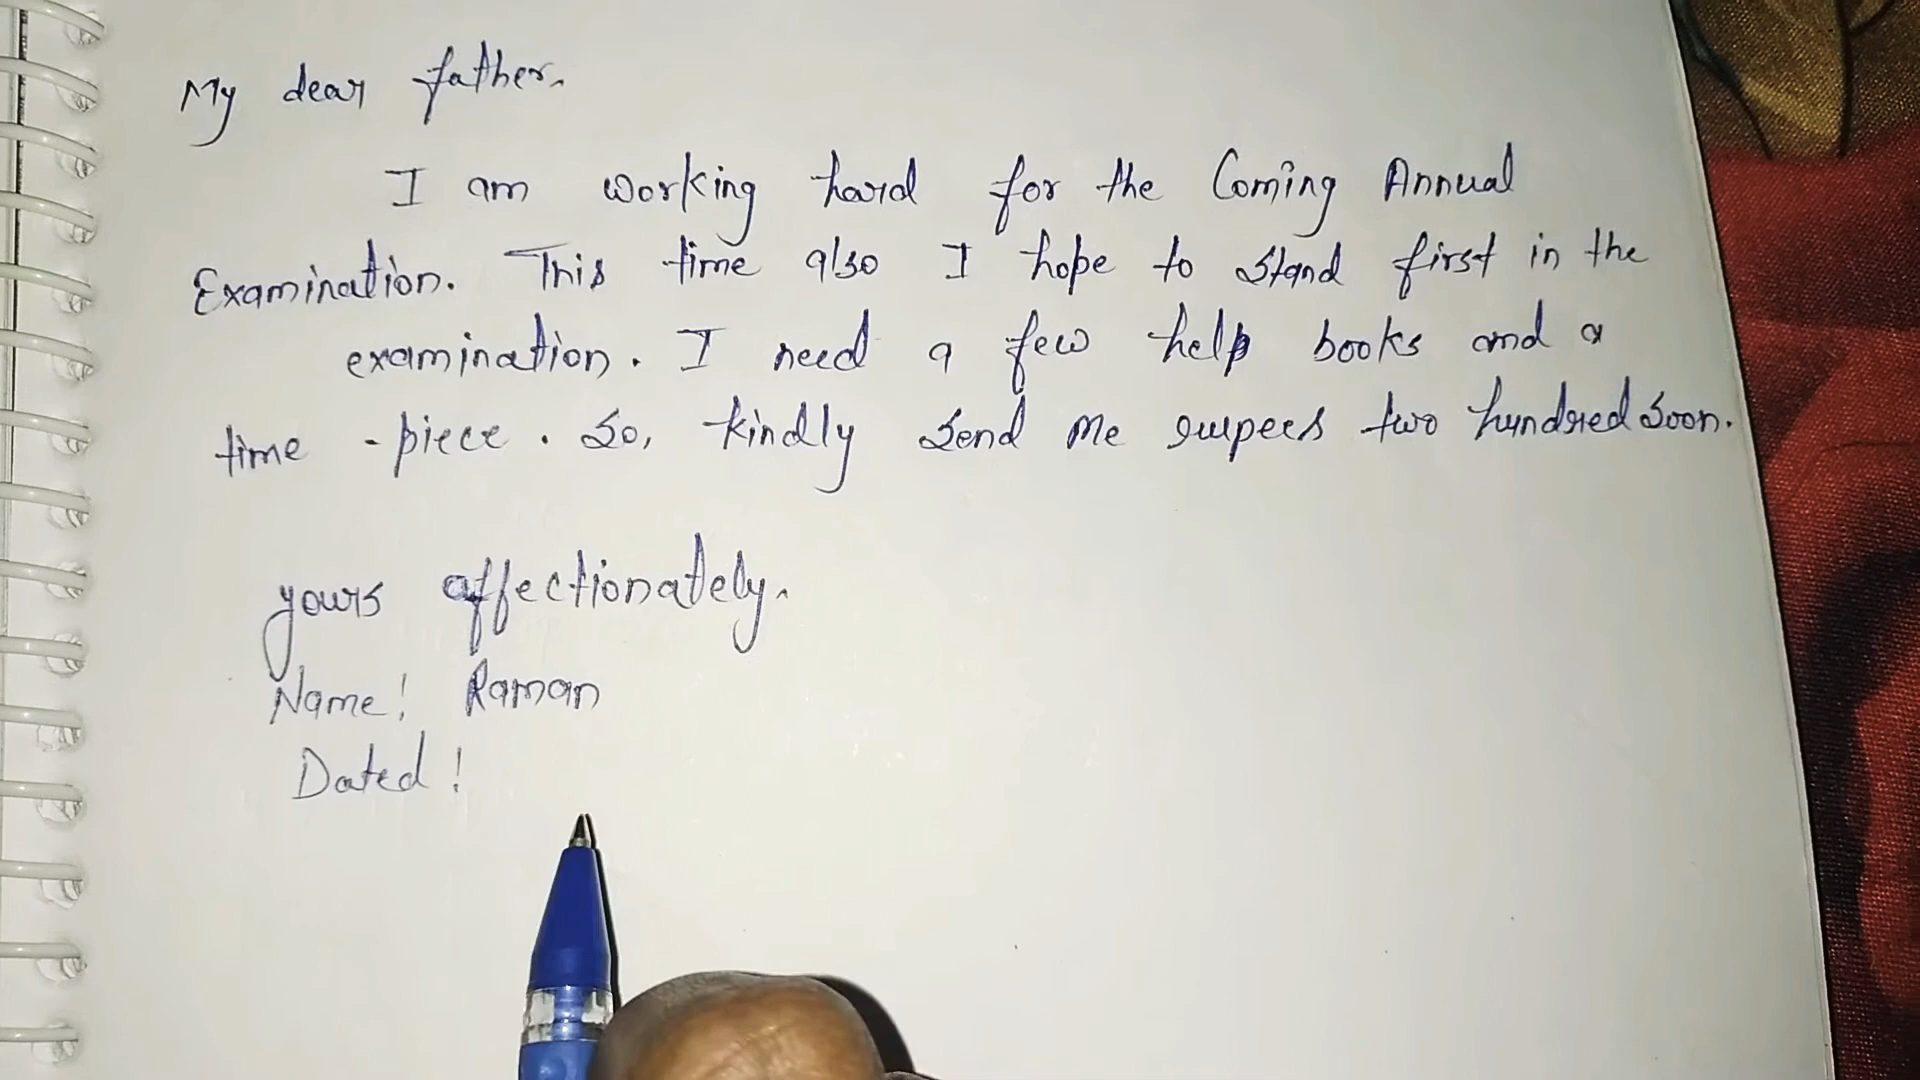 My dear father,
I am working hard for the Coming Annual
Examination. This time also I hope to stand first in the
examination. I need a few help books and a
time - piece. So, kindly send me rupees two hundred soon.
yours affectionately,
Name! Raman
Dated!